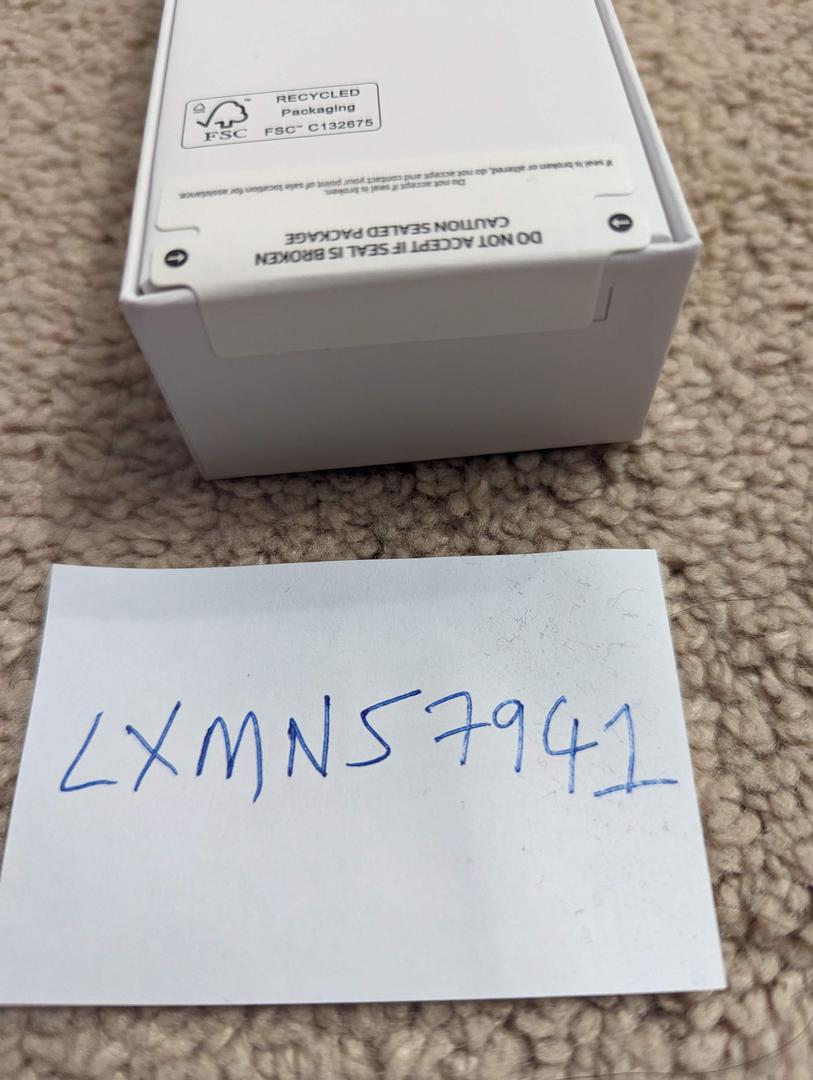 RECYCLED
Packaging
FSC™ C132675
FSC™
If seal is broken or altered, do not accept and contact your point of sale location for assistance.
Do not accept if seal is broken.
CAUTION SEALED PACKAGE
DO NOT ACCEPT IF SEAL IS BROKEN
LXMN57941